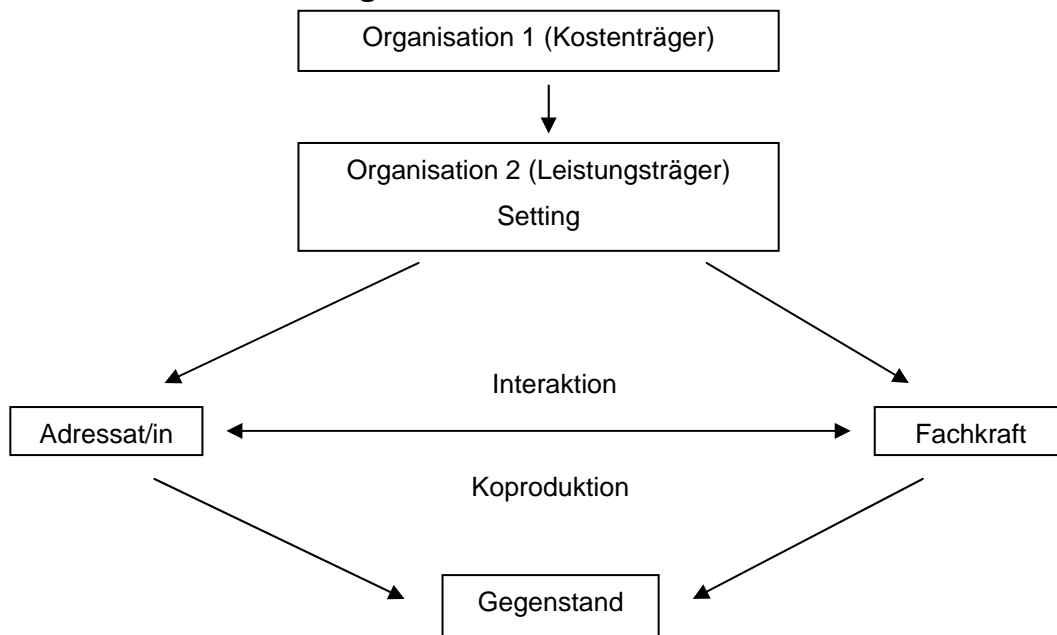 Organisation 1 (Kostenträger)
Organisation 2 (Leistungsträger)
Setting
Interaktion
Adressat/in
Fachkraft
Koproduktion
Gegenstand